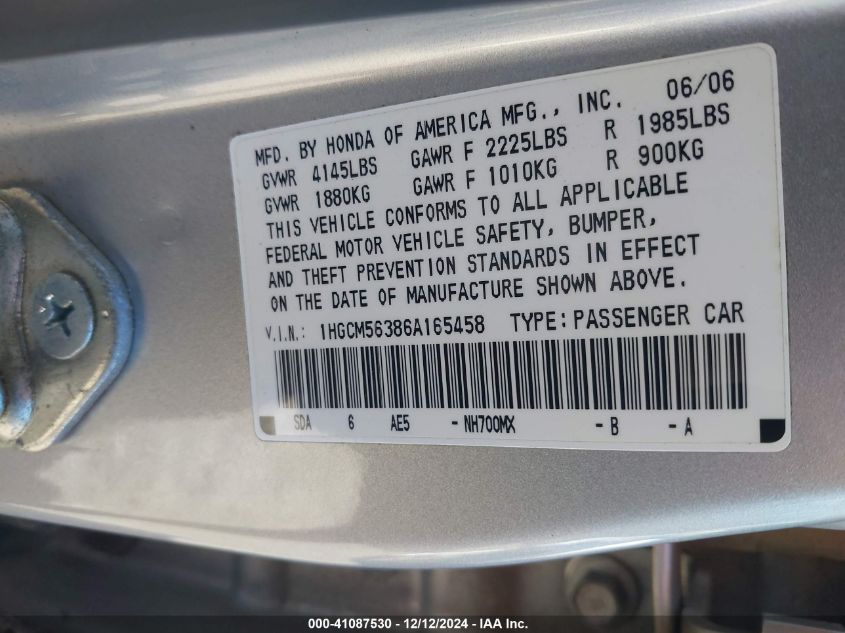 06/06
MFD. BY HONDA OF AMERICA MFG., INC.
GVWR 4145LBS GAWR F 2225LBS R 1985LBS
GVWR 1880KG GAWR F 1010KG R 900KG
THIS VEHICLE CONFORMS TO ALL APPLICABLE
FEDERAL MOTOR VEHICLE SAFETY, BUMPER,
AND THEFT PREVENTION STANDARDS IN EFFECT
ON THE DATE OF MANUFACTURE SHOWN ABOVE.
V.I.N.: 1HGCM56386A165458 TYPE: PASSENGER CAR
SDA 6 AE5 - NH700MX - B - A
000-41087530 - 12/12/2024 - IAA Inc.